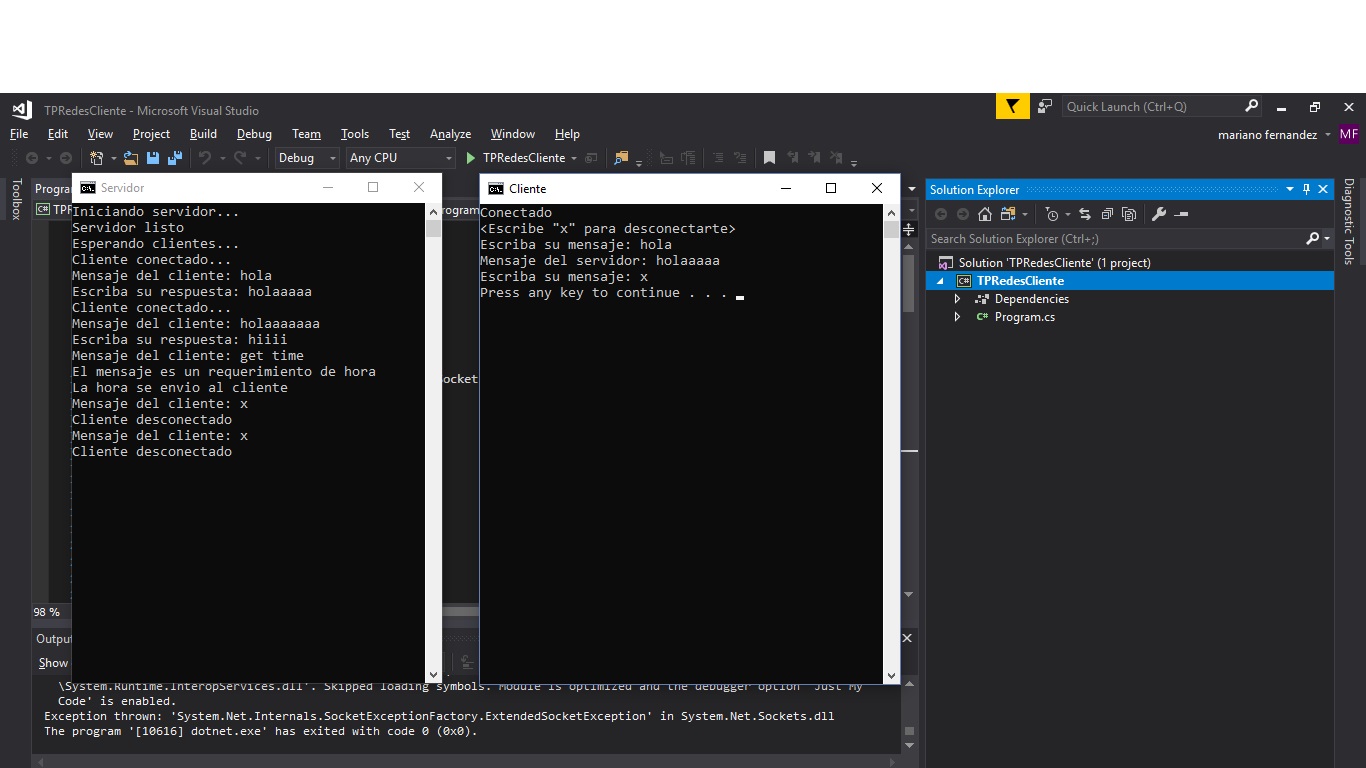 TPRedesCliente - Microsoft Visual Studio
Quick Launch (Ctrl+Q)
File Edit View Project Build Debug Team Tools Test Analyze Window Help
mariano fernandez MF
Debug Any CPU TPRedesCliente
Toolbox
Servidor
Iniciando servidor...
Servidor listo
Esperando clientes...
Cliente conectado...
Mensaje del cliente: hola
Escriba su respuesta: holaaaaa
Cliente conectado...
Mensaje del cliente: holaaaaaaa
Escriba su respuesta: hiiii
Mensaje del cliente: get time
El mensaje es un requerimiento de hora
La hora se envio al cliente
Mensaje del cliente: x
Cliente desconectado
Mensaje del cliente: x
Cliente desconectado
Cliente
Conectado
<Escribe "x" para desconectarte>
Escriba su mensaje: hola
Mensaje del servidor: holaaaaa
Escriba su mensaje: x
Press any key to continue . . .
Solution Explorer
Search Solution Explorer (Ctrl+;)
Solution 'TPRedesCliente' (1 project)
C# TPRedesCliente
Dependencies
C# Program.cs
Diagnostic Tools
Progra
C# TPR
rogram
ocket
98 %
Outpu
Show
\System.Runtime.InteropServices.dll'. Skipped loading symbols. Module is optimized and the debugger option 'Just My
Code' is enabled.
Exception thrown: 'System.Net.Internals.SocketExceptionFactory.ExtendedSocketException' in System.Net.Sockets.dll
The program '[10616] dotnet.exe' has exited with code 0 (0x0).